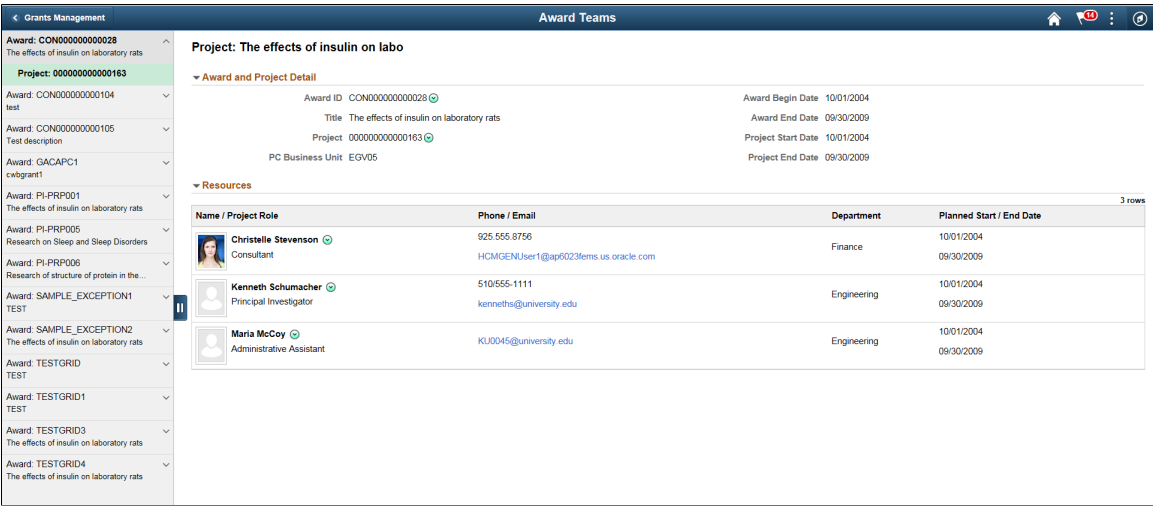 Grants Management
Award Teams
14
Award: CON000000000028
The effects of insulin on laboratory rats
Project: 000000000000163
Award: CON000000000104
test
Award: CON000000000105
Test description
Award: GACAPC1
cwbgrant1
Award: PI-PRP001
The effects of insulin on laboratory rats
Award: PI-PRP005
Research on Sleep and Sleep Disorders
Award: PI-PRP006
Research of structure of protein in the...
Award: SAMPLE_EXCEPTION1
TEST
Award: SAMPLE_EXCEPTION2
The effects of insulin on laboratory rats
Award: TESTGRID
TEST
Award: TESTGRID1
TEST
Award: TESTGRID3
The effects of insulin on laboratory rats
Award: TESTGRID4
The effects of insulin on laboratory rats
Project: The effects of insulin on labo
Award and Project Detail
Award ID CON000000000028 Award Begin Date 10/01/2004
Title The effects of insulin on laboratory rats Award End Date 09/30/2009
Project 000000000000163 Project Start Date 10/01/2004
PC Business Unit EGV05 Project End Date 09/30/2009
Resources
3 rows
Name / Project Role Phone / Email Department Planned Start / End Date
Christelle Stevenson 925.555.8756 Finance 10/01/2004
Consultant HCMGENUser1@ap6023fems.us.oracle.com 09/30/2009
Kenneth Schumacher 510/555-1111 Engineering 10/01/2004
Principal Investigator kenneths@university.edu 09/30/2009
Maria McCoy KU0045@university.edu Engineering 10/01/2004
Administrative Assistant 09/30/2009